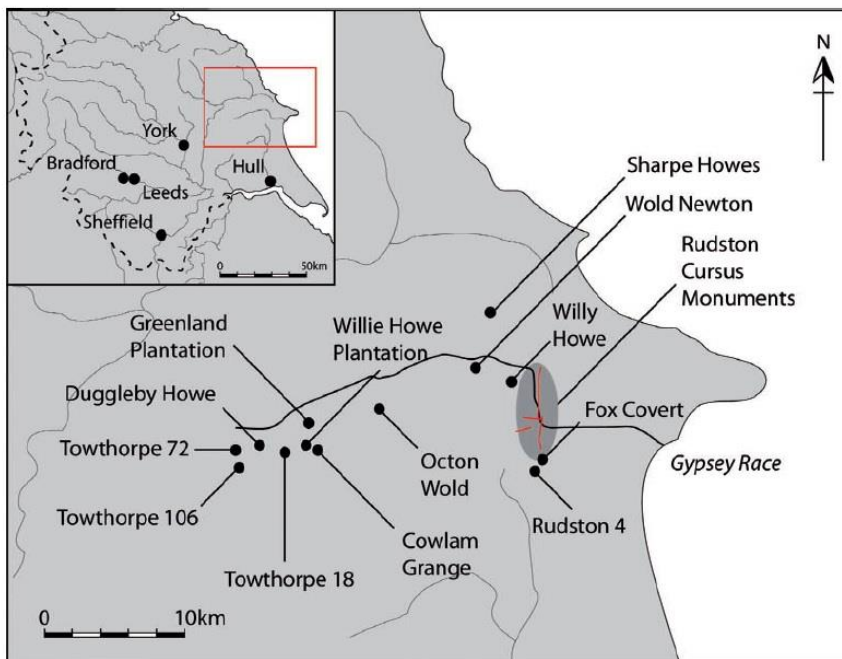 York
Bradford
Leeds
Hull
Sheffield
0
50km
N
Sharpe Howes
Wold Newton
Rudston
Cursus
Monuments
Greenland
Plantation
Willie Howe
Plantation
Willy
Howe
Duggleby Howe
Fox Covert
Towthorpe 72
Octon
Wold
Gypsey Race
Towthorpe 106
Rudston 4
Cowlam
Grange
Towthorpe 18
0
10km